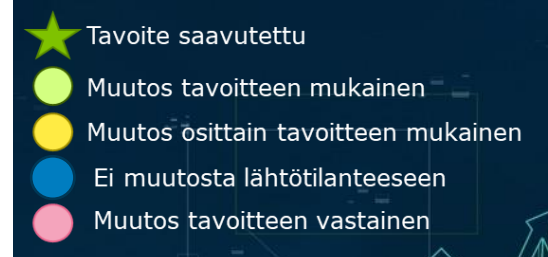 Tavoite saavutettu
Muutos tavoitteen mukainen
Muutos osittain tavoitteen mukainen
Ei muutosta lähtötilanteeseen
Muutos tavoitteen vastainen